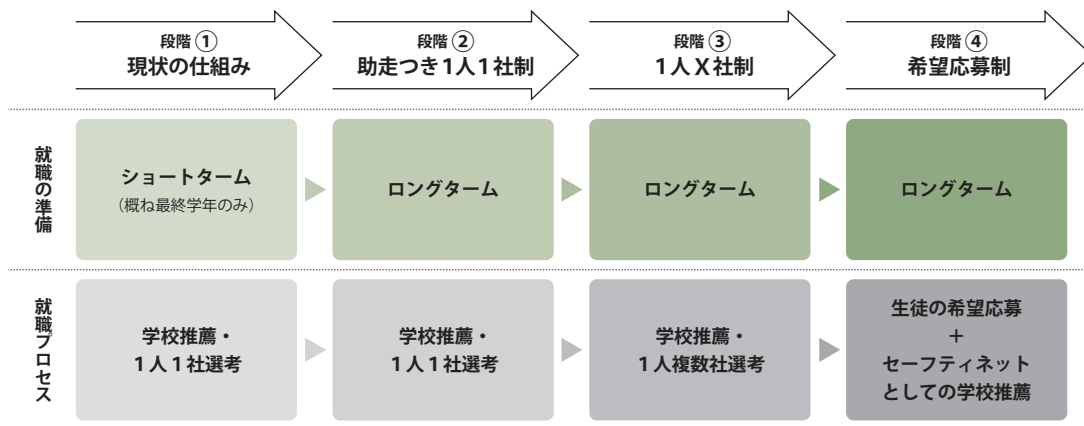 段階①
現状の仕組み
段階②
助走つき1人1社制
段階③
1人X社制
段階④
希望応募制
就職の準備
ショートターム
（概ね最終学年のみ）
ロングターム
ロングターム
ロングターム
就職プロセス
学校推薦・
1人1社選考
学校推薦・
1人1社選考
学校推薦・
1人複数社選考
生徒の希望応募
＋
セーフティネット
としての学校推薦